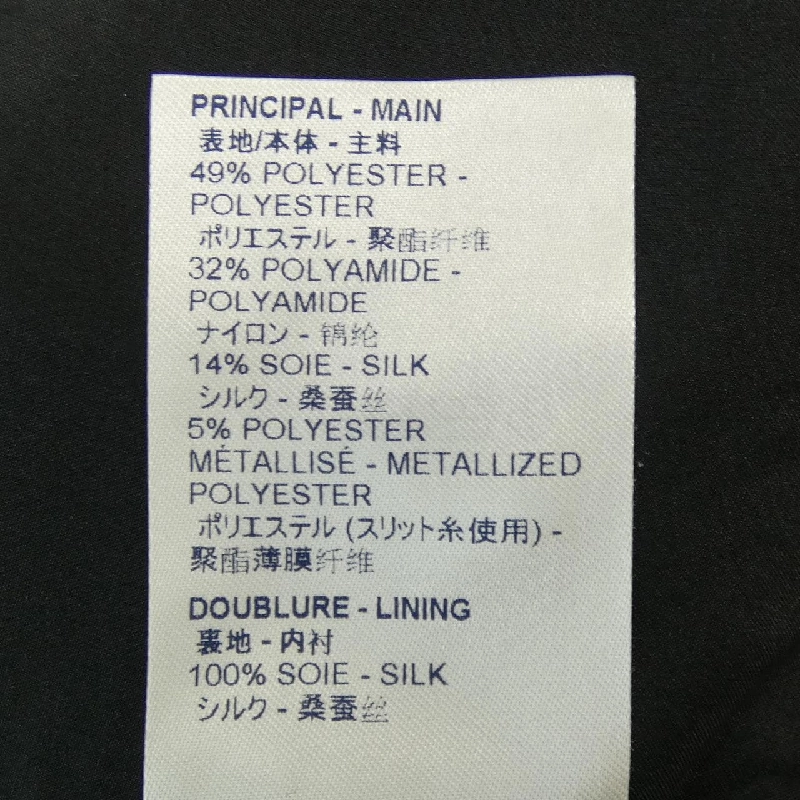 PRINCIPAL - MAIN
表地/本体 - 主料
49% POLYESTER -
POLYESTER
ポリエステル - 聚酯纤维
32% POLYAMIDE -
POLYAMIDE
ナイロン - 锦纶
14% SOIE - SILK
シルク - 桑蚕丝
5% POLYESTER
MÉTALLISÉ - METALLIZED
POLYESTER
ポリエステル (スリット糸使用) -
聚酯薄膜纤维
DOUBLURE - LINING
裏地 - 内衬
100% SOIE - SILK
シルク - 桑蚕丝